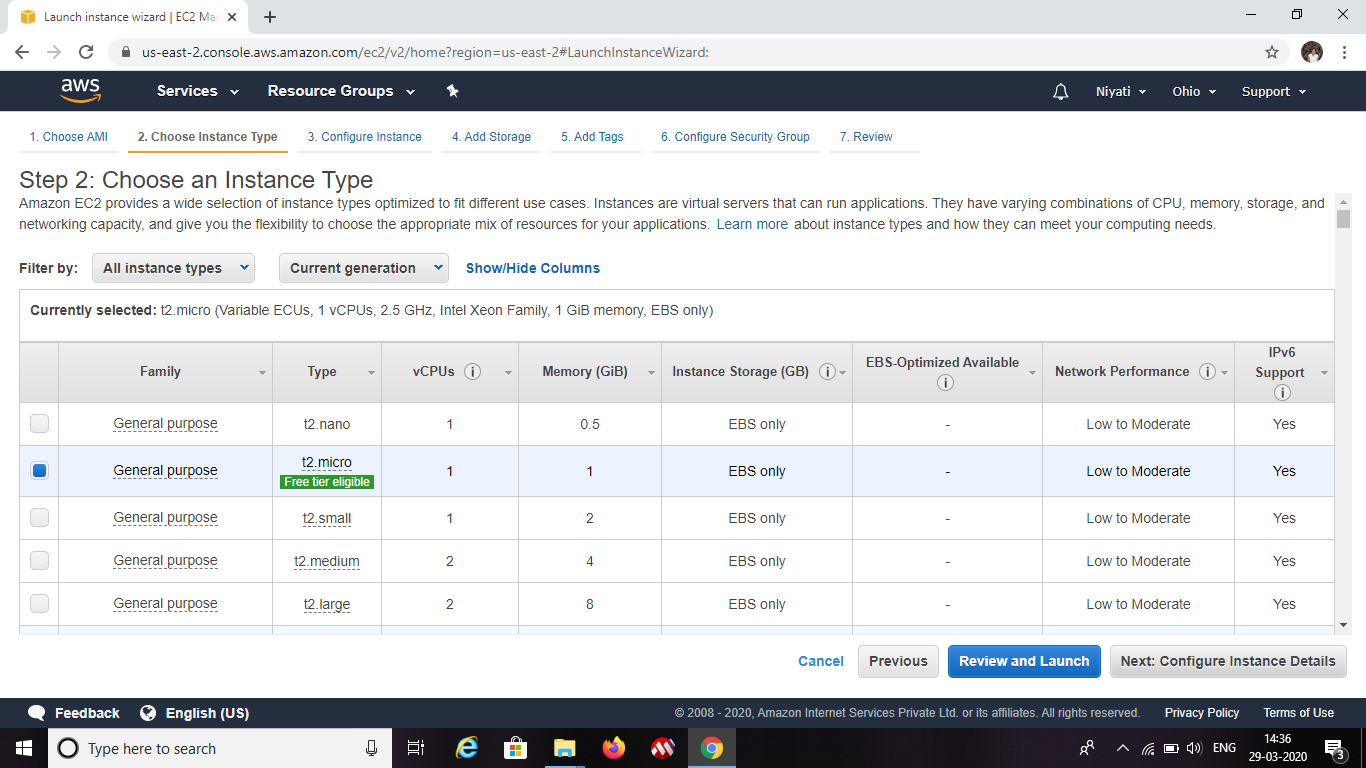 Launch instance wizard | EC2 Ma
us-east-2.console.aws.amazon.com/ec2/v2/home?region=us-east-2#LaunchInstanceWizard:
aws Services Resource Groups Niyati Ohio Support
1. Choose AMI 2. Choose Instance Type 3. Configure Instance 4. Add Storage 5. Add Tags 6. Configure Security Group 7. Review
Step 2: Choose an Instance Type
Amazon EC2 provides a wide selection of instance types optimized to fit different use cases. Instances are virtual servers that can run applications. They have varying combinations of CPU, memory, storage, and
networking capacity, and give you the flexibility to choose the appropriate mix of resources for your applications. Learn more about instance types and how they can meet your computing needs.
Filter by: All instance types Current generation Show/Hide Columns
Currently selected: t2.micro (Variable ECUs, 1 vCPUs, 2.5 GHz, Intel Xeon Family, 1 GiB memory, EBS only)
Family Type vCPUs i Memory (GiB) Instance Storage (GB) i EBS-Optimized Available i Network Performance i IPv6 Support i
General purpose t2.nano 1 0.5 EBS only - Low to Moderate Yes
General purpose t2.micro Free tier eligible 1 1 EBS only - Low to Moderate Yes
General purpose t2.small 1 2 EBS only - Low to Moderate Yes
General purpose t2.medium 2 4 EBS only - Low to Moderate Yes
General purpose t2.large 2 8 EBS only - Low to Moderate Yes
Cancel Previous Review and Launch Next: Configure Instance Details
Feedback English (US) © 2008 - 2020, Amazon Internet Services Private Ltd. or its affiliates. All rights reserved. Privacy Policy Terms of Use
Type here to search ENG 14:36
29-03-2020 3